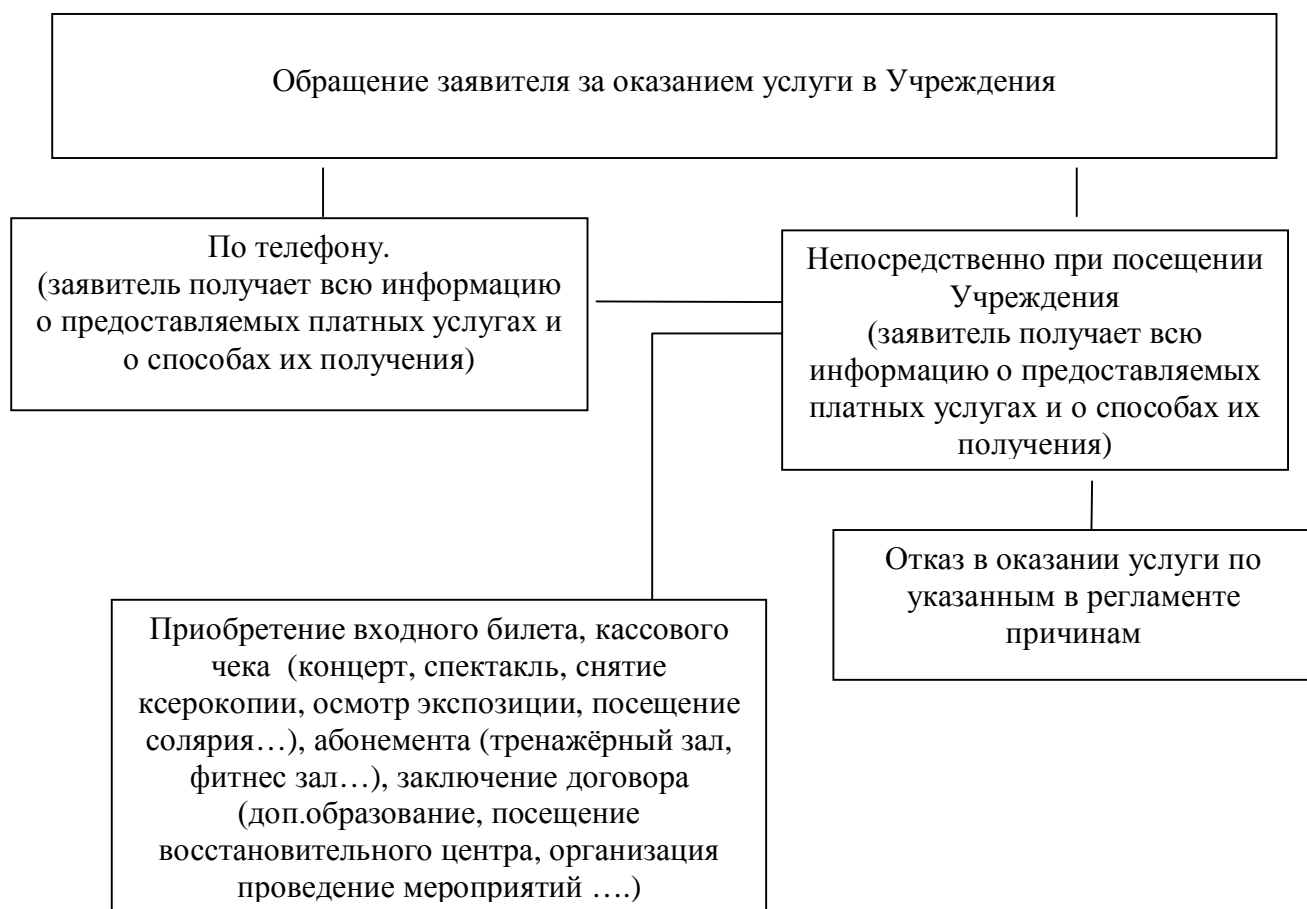 Обращение заявителя за оказанием услуги в Учреждения
По телефону.
(заявитель получает всю информацию
о предоставляемых платных услугах и
о способах их получения)
Непосредственно при посещении
Учреждения
(заявитель получает всю
информацию о предоставляемых
платных услугах и о способах их
получения)
Отказ в оказании услуги по
указанным в регламенте
причинам
Приобретение входного билета, кассового
чека  (концерт, спектакль, снятие
ксерокопии, осмотр экспозиции, посещение
солярия…), абонемента (тренажёрный зал,
фитнес зал…), заключение договора
(доп.образование, посещение
восстановительного центра, организация
проведение мероприятий ….)